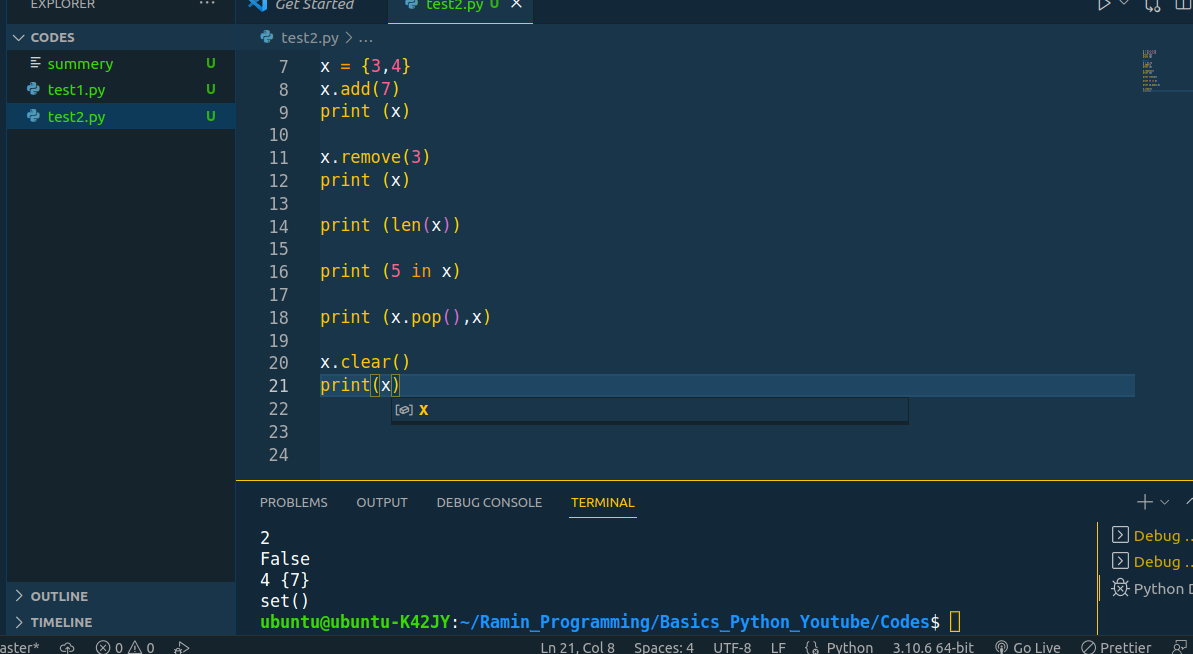 EXPLORER ...
Get Started
test2.py U
CODES
summery U
test1.py U
test2.py U
test2.py > ...
7 x = {3,4}
8 x.add(7)
9 print (x)
10
11 x.remove(3)
12 print (x)
13
14 print (len(x))
15
16 print (5 in x)
17
18 print (x.pop(),x)
19
20 x.clear()
21 print(x)
22 x
23
24
PROBLEMS OUTPUT DEBUG CONSOLE TERMINAL
2
False
4 {7}
set()
ubuntu@ubuntu-K42JY:~/Ramin_Programming/Basics_Python_Youtube/Codes$
Debug ..
Debug ..
Python D
OUTLINE
TIMELINE
aster* 0 0 Ln 21, Col 8 Spaces: 4 UTF-8 LF {} Python 3.10.6 64-bit Go Live Prettier